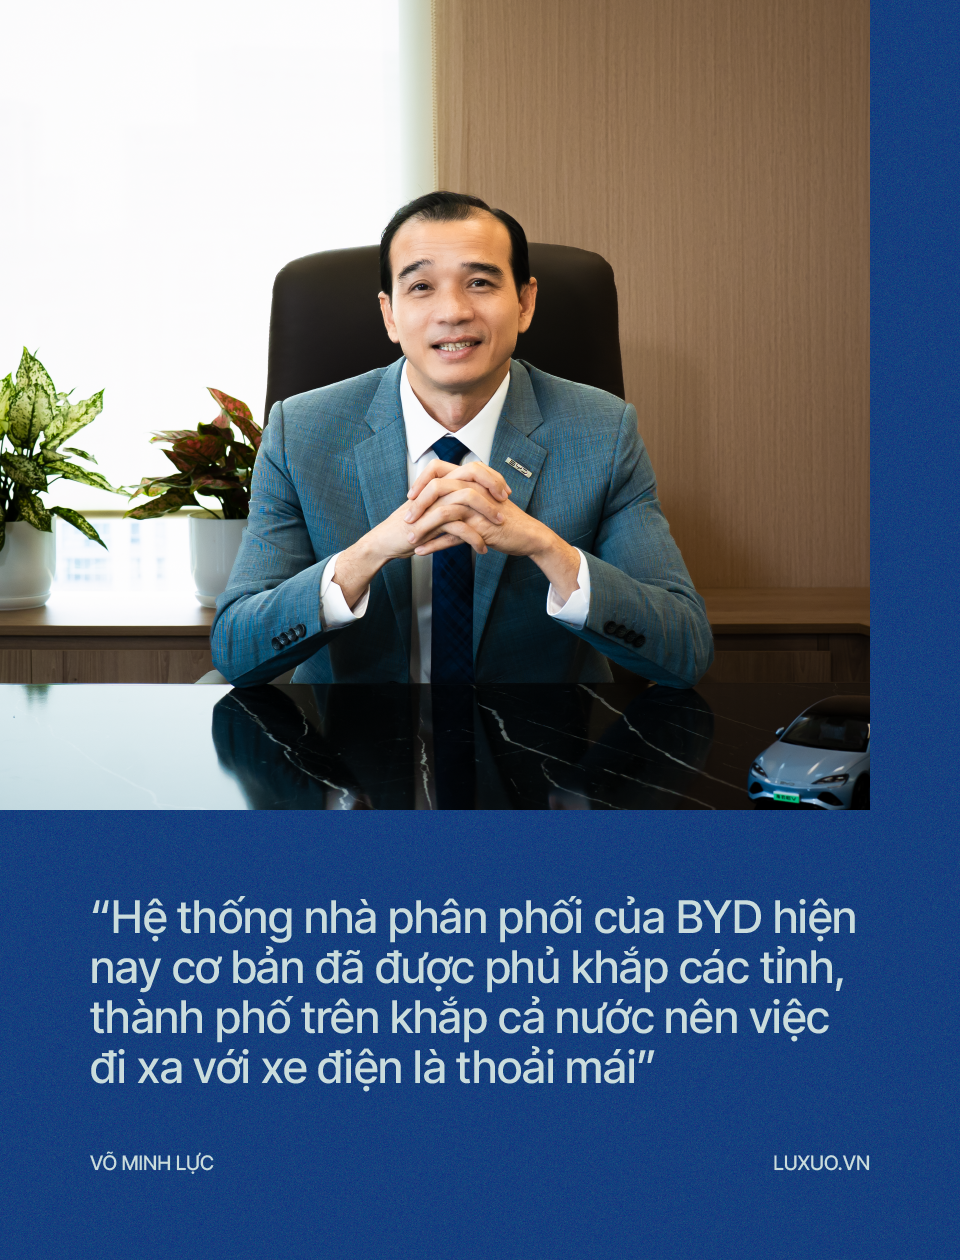 “Hệ thống nhà phân phối của BYD hiện
nay cơ bản đã được phủ khắp các tỉnh,
thành phố trên khắp cả nước nên việc
đi xa với xe điện là thoải mái”
VÕ MINH LỰC
LUXUO.VN